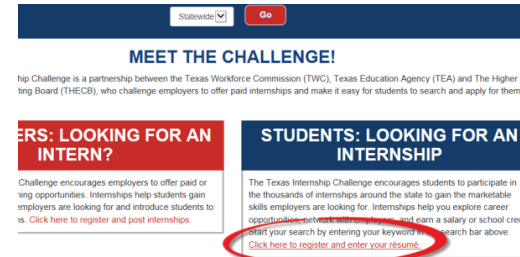 Statewide
Go
MEET THE CHALLENGE!
hip Challenge is a partnership between the Texas Workforce Commission (TWC), Texas Education Agency (TEA) and The Higher
ting Board (THECB), who challenge employers to offer paid internships and make it easy for students to search and apply for them
ERS: LOOKING FOR AN
INTERN?
Challenge encourages employers to offer paid or
ning opportunities. Internships help students gain
employers are looking for and introduce students to
s. Click here to register and post internships.
STUDENTS: LOOKING FOR AN
INTERNSHIP
The Texas Internship Challenge encourages students to participate in
the thousands of internships around the state to gain the marketable
skills employers are looking for. Internships help you explore career
opportunities, network with employers, and earn a salary or school cre
Start your search by entering your keyword in the search bar above.
Click here to register and enter your résumé.